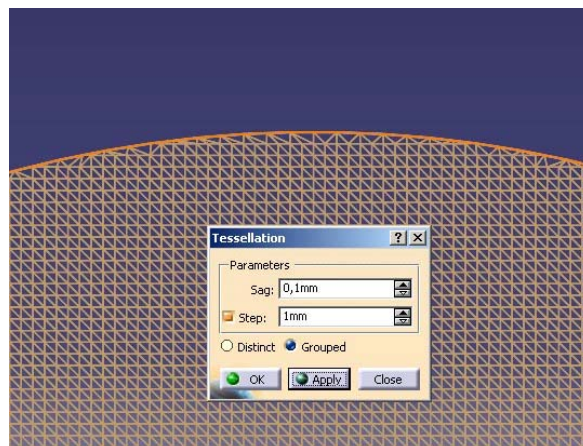 Tessellation
Parameters
Sag: 0,1mm
Step: 1mm
Distinct Grouped
OK Apply Close